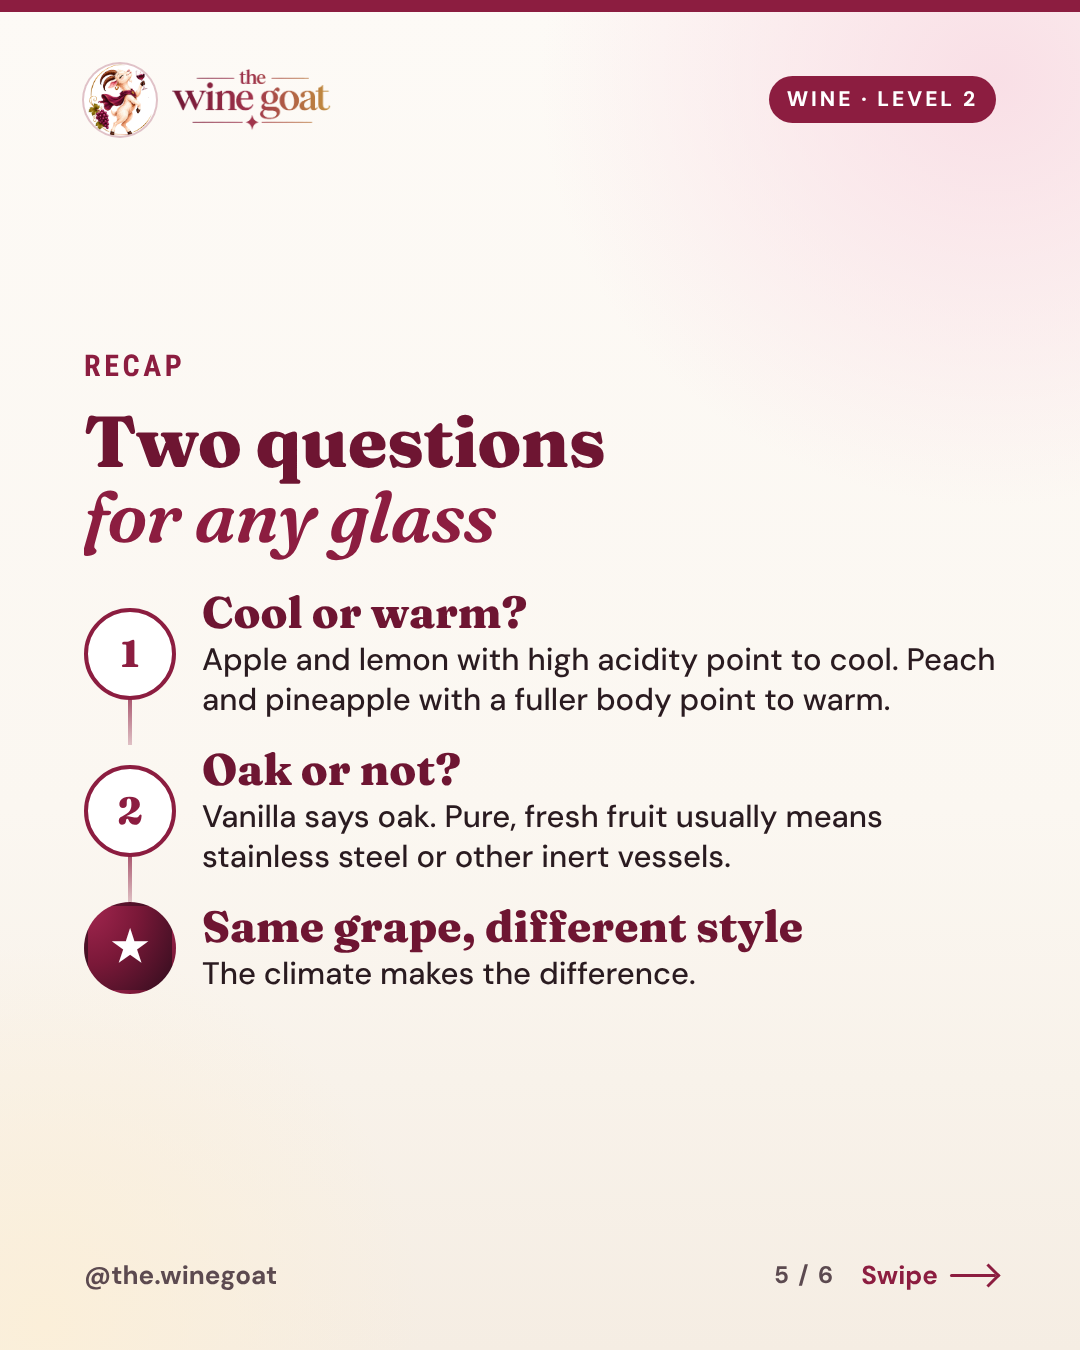 the
wine goat
WINE · LEVEL 2
RECAP
Two questions
for any glass
1
Cool or warm?
Apple and lemon with high acidity point to cool. Peach
and pineapple with a fuller body point to warm.
2
Oak or not?
Vanilla says oak. Pure, fresh fruit usually means
stainless steel or other inert vessels.
Same grape, different style
The climate makes the difference.
@the.winegoat
5 / 6
Swipe